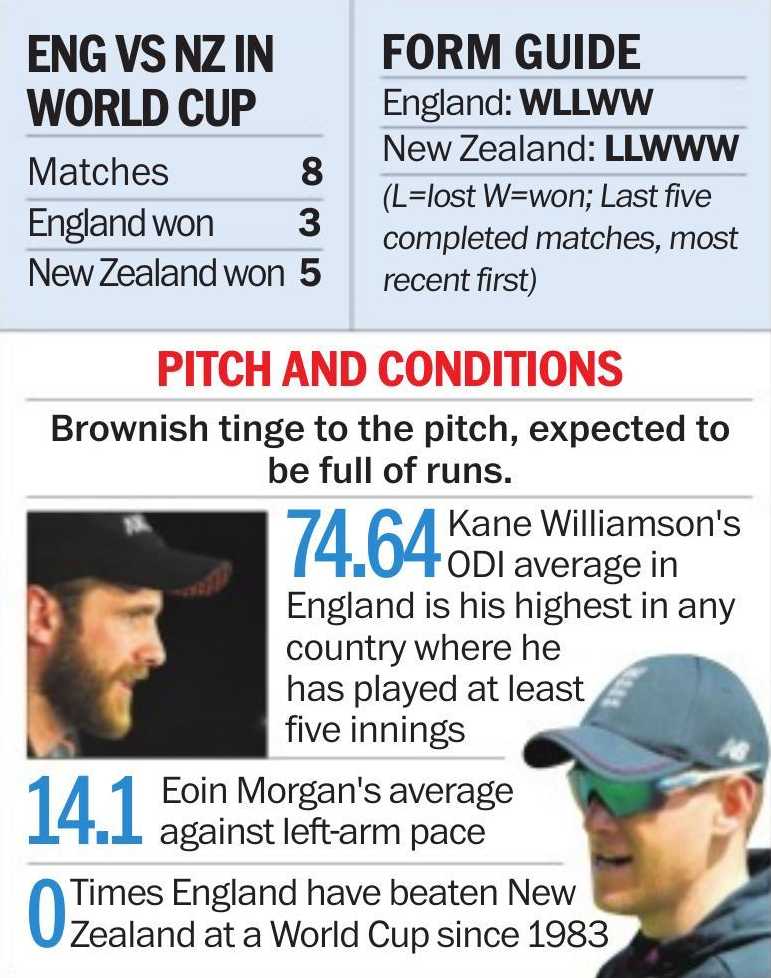 ENG VS NZ IN
WORLD CUP
Matches 8
England won 3
New Zealand won 5
FORM GUIDE
England: WLLWW
New Zealand: LLWWW
(L=lost W=won; Last five
completed matches, most
recent first)
PITCH AND CONDITIONS
Brownish tinge to the pitch, expected to
be full of runs.
74.64 Kane Williamson's
ODI average in
England is his highest in any
country where he
has played at least
five innings
14.1 Eoin Morgan's average
against left-arm pace
0 Times England have beaten New
Zealand at a World Cup since 1983
NB